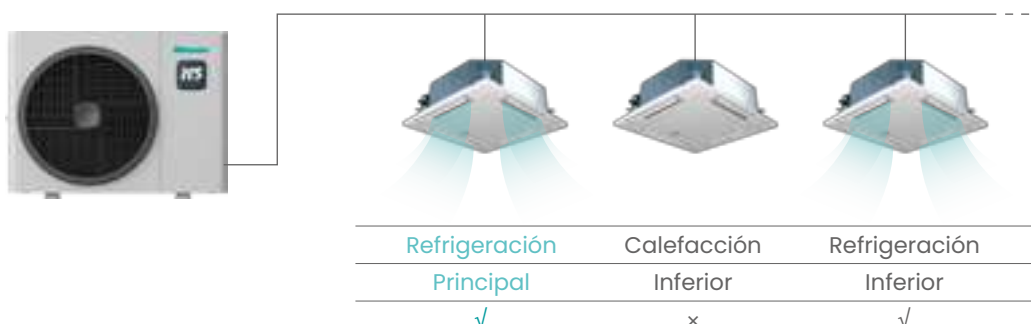 Refrigeración Calefacción Refrigeración
Principal Inferior Inferior
√ × √